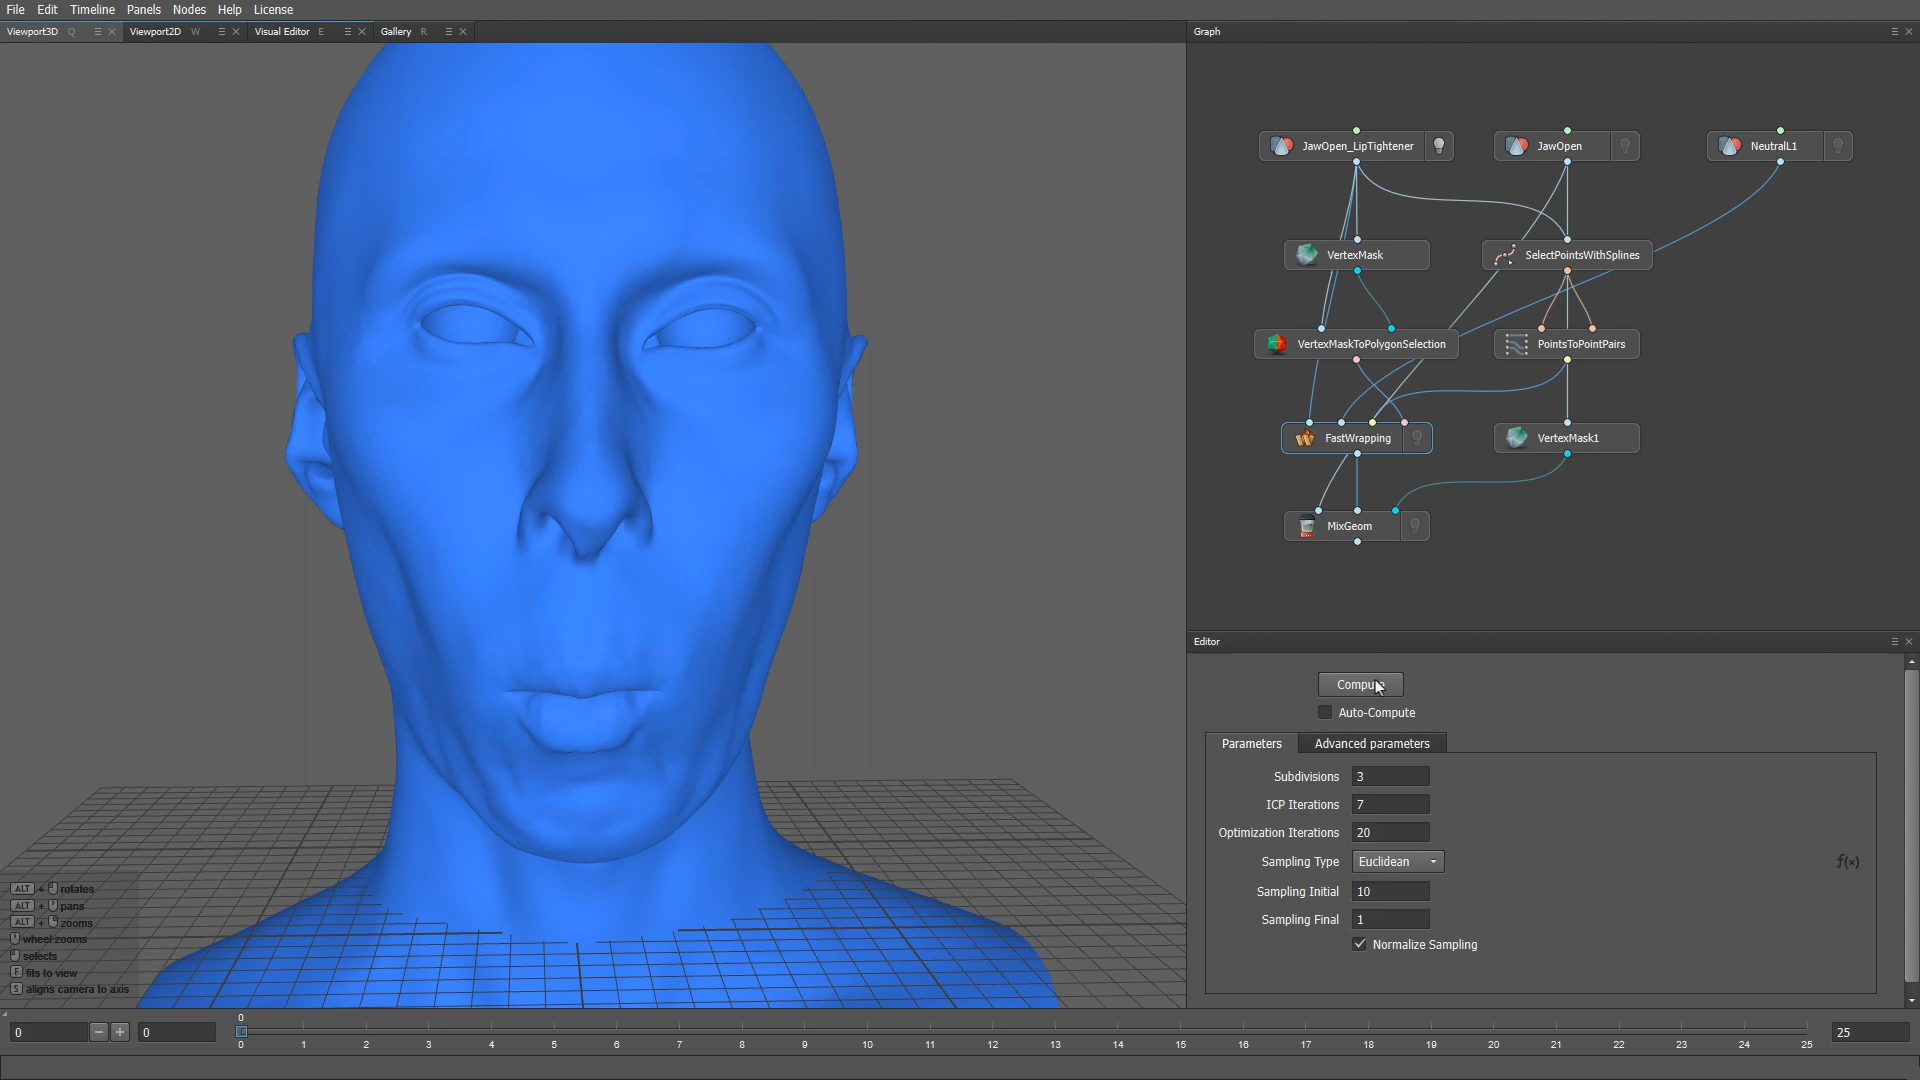 File Edit Timeline Panels Nodes Help License
Viewport3D Q Viewport2D W Visual Editor E Gallery R Graph
JawOpen_LipTightener JawOpen NeutralL1
VertexMask SelectPointsWithSplines
VertexMaskToPolygonSelection PointsToPointPairs
FastWrapping VertexMask1
MixGeom
Editor
Compute
Auto-Compute
Parameters Advanced parameters
Subdivisions 3
ICP Iterations 7
Optimization Iterations 20
Sampling Type Euclidean
f(x)
Sampling Initial 10
Sampling Final 1
Normalize Sampling
ALT + rotates
ALT + pans
ALT + zooms
wheel zooms
selects
F fits to view
S aligns camera to axis
0
0 − + 0 25
0 1 2 3 4 5 6 7 8 9 10 11 12 13 14 15 16 17 18 19 20 21 22 23 24 25